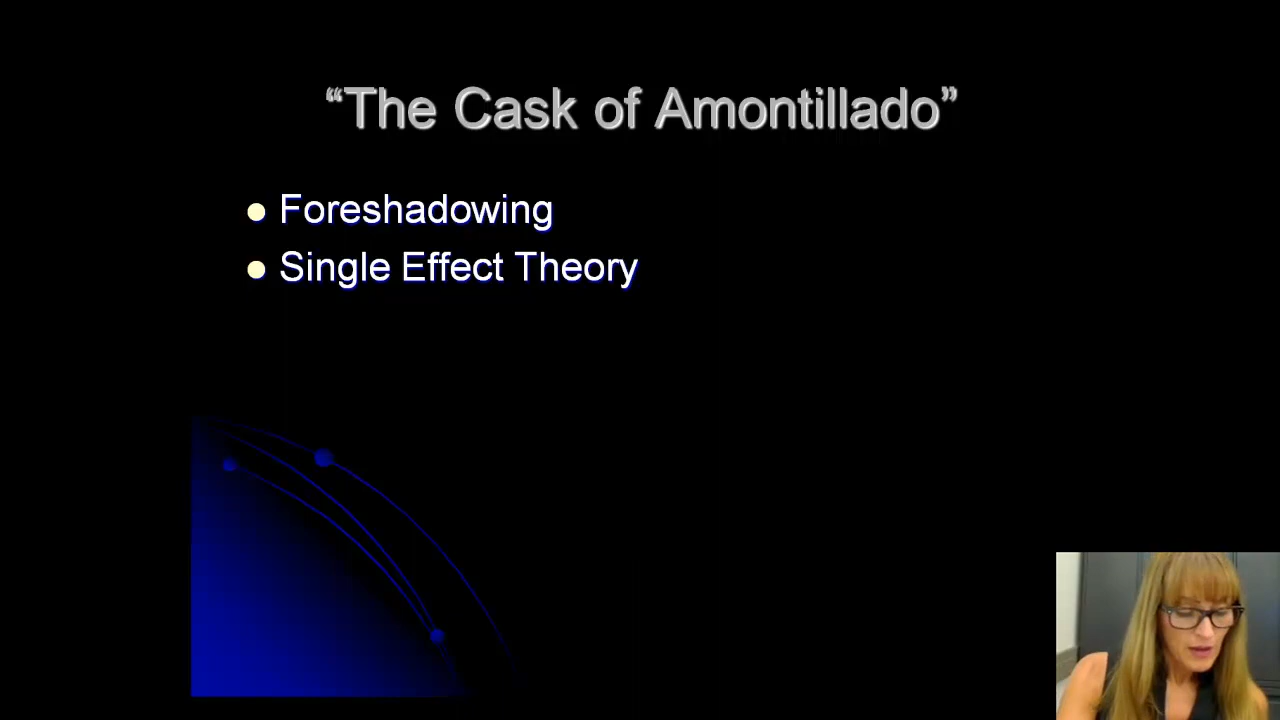 “The Cask of Amontillado”
Foreshadowing
Single Effect Theory